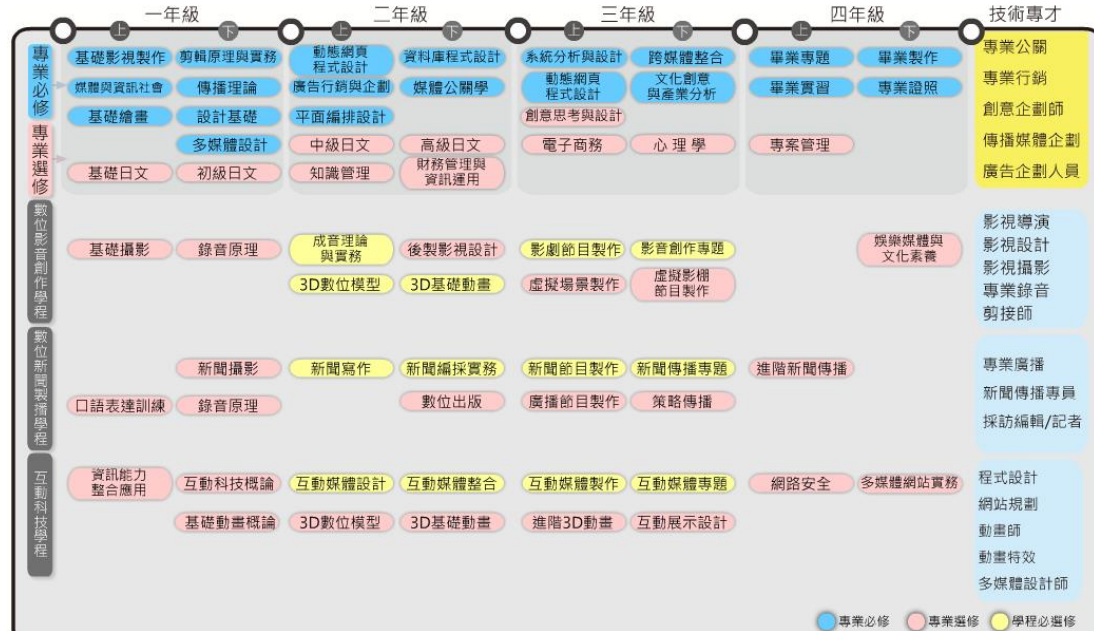 一年級 二年級 三年級 四年級 技術專才
上 下 上 下 上 下 上 下
專業必修
基礎影視製作 剪輯原理與實務 動態網頁 資料庫程式設計 系統分析與設計 跨媒體整合 畢業專題 畢業製作
程式設計
媒體與資訊社會 傳播理論 廣告行銷與企劃 媒體公關學 動態網頁 文化創意 畢業實習 專業證照
程式設計 與產業分析
基礎繪畫 設計基礎 平面編排設計 創意思考與設計
專業選修
多媒體設計 中級日文 高級日文 電子商務 心理學 專案管理
基礎日文 初級日文 知識管理 財務管理與
資訊運用
專業公關
專業行銷
創意企劃師
傳播媒體企劃
廣告企劃人員
數位影音創作學程
基礎攝影 錄音原理 成音理論 後製影視設計 影劇節目製作 影音創作專題 娛樂媒體與
與實務 文化素養
3D數位模型 3D基礎動畫 虛擬場景製作 虛擬影棚
節目製作
影視導演
影視設計
影視攝影
專業錄音
剪接師
數位新聞製播學程
新聞攝影 新聞寫作 新聞編採實務 新聞節目製作 新聞傳播專題 進階新聞傳播
口語表達訓練 錄音原理 數位出版 廣播節目製作 策略傳播
專業廣播
新聞傳播專員
採訪編輯/記者
互動科技學程
資訊能力 互動科技概論 互動媒體設計 互動媒體整合 互動媒體製作 互動媒體專題 網路安全 多媒體網站實務
整合應用
基礎動畫概論 3D數位模型 3D基礎動畫 進階3D動畫 互動展示設計
程式設計
網站規劃
動畫師
動畫特效
多媒體設計師
專業必修 專業選修 學程必選修